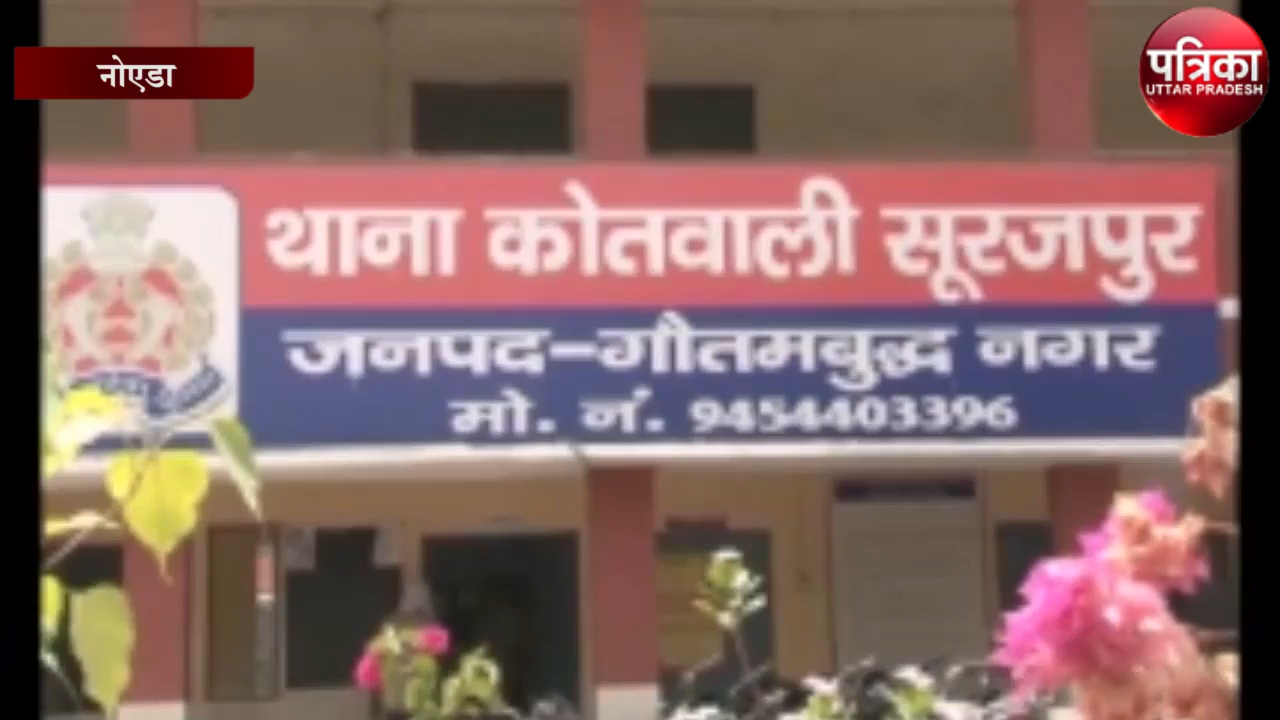 नोएडा
पत्रिका
UTTAR PRADESH
थाना कोतवाली सूरजपुर
जनपद-गौतमबुद्ध नगर
मो. नं. 9454403396